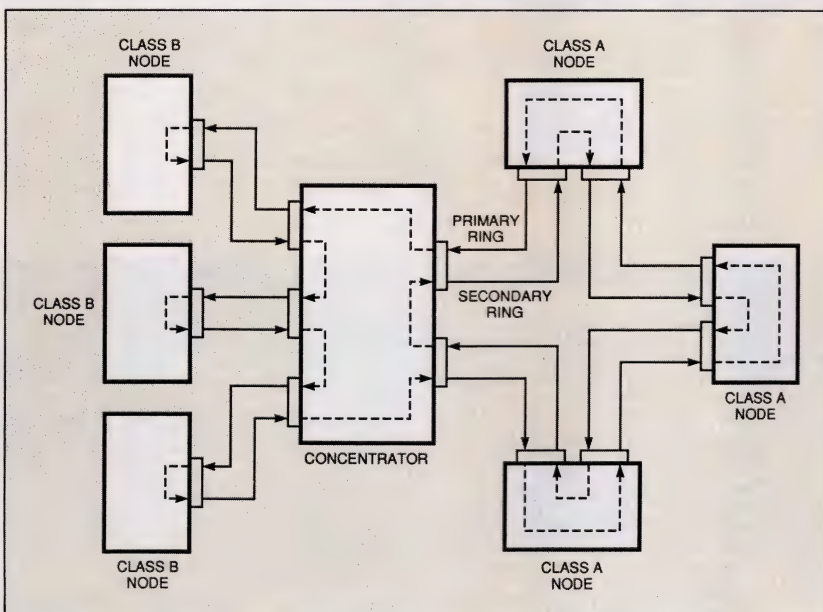 CLASS B
NODE
CLASS A
NODE
PRIMARY
RING
CLASS B
NODE
SECONDARY
RING
CLASS A
NODE
CONCENTRATOR
CLASS B
NODE
CLASS A
NODE